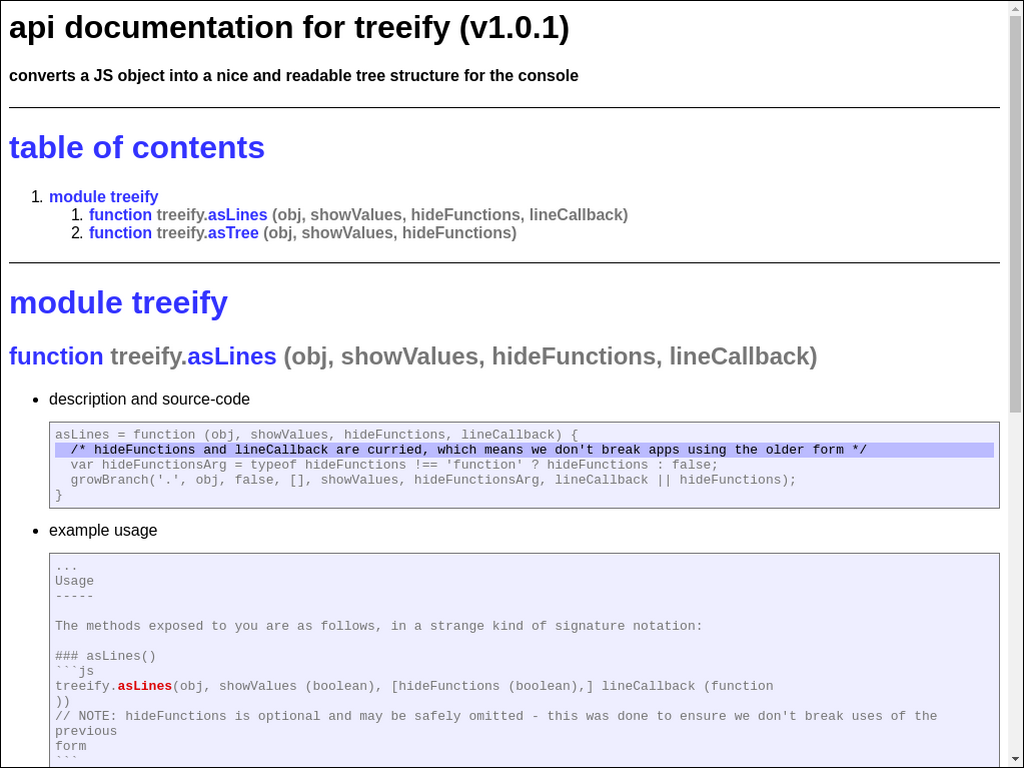 api documentation for treeify (v1.0.1)
converts a JS object into a nice and readable tree structure for the console
table of contents
1. module treeify
1. function treeify.asLines (obj, showValues, hideFunctions, lineCallback)
2. function treeify.asTree (obj, showValues, hideFunctions)
module treeify
function treeify.asLines (obj, showValues, hideFunctions, lineCallback)
• description and source-code
asLines = function (obj, showValues, hideFunctions, lineCallback) {
  /* hideFunctions and lineCallback are curried, which means we don't break apps using the older form */
  var hideFunctionsArg = typeof hideFunctions !== 'function' ? hideFunctions : false;
  growBranch('.', obj, false, [], showValues, hideFunctionsArg, lineCallback || hideFunctions);
}
• example usage
...
Usage
-----
The methods exposed to you are as follows, in a strange kind of signature notation:
### asLines()
```js
treeify.asLines(obj, showValues (boolean), [hideFunctions (boolean),] lineCallback (function
))
// NOTE: hideFunctions is optional and may be safely omitted - this was done to ensure we don't break uses of the
previous
form
```